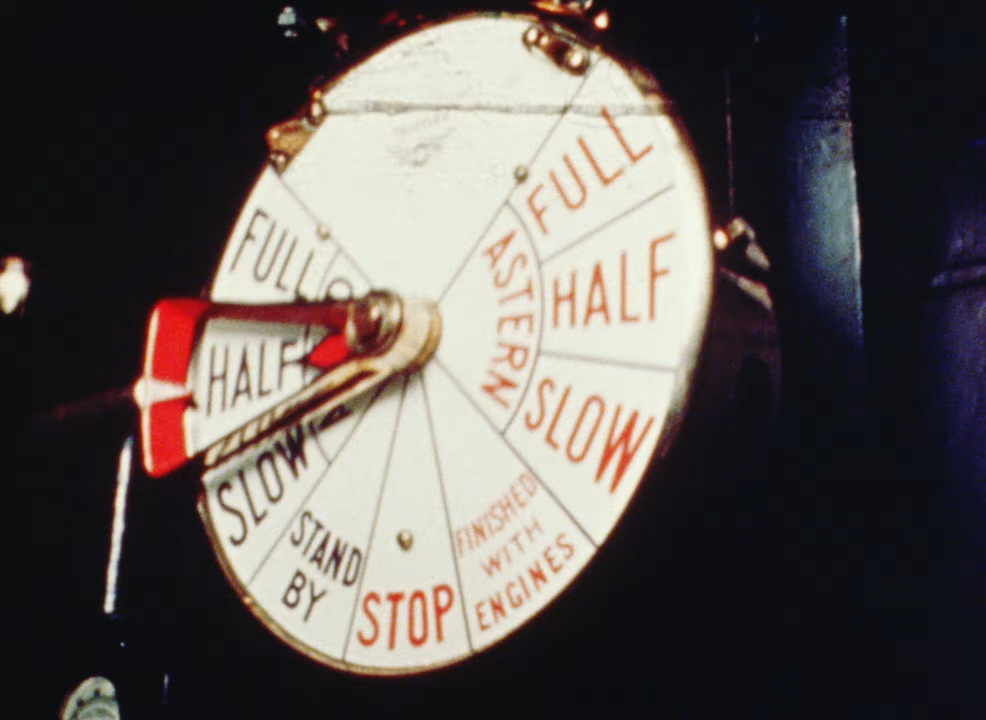 FULL
HALF
SLOW
STAND
BY
STOP
FINISHED
WITH
ENGINES
SLOW
HALF
FULL
ASTERN